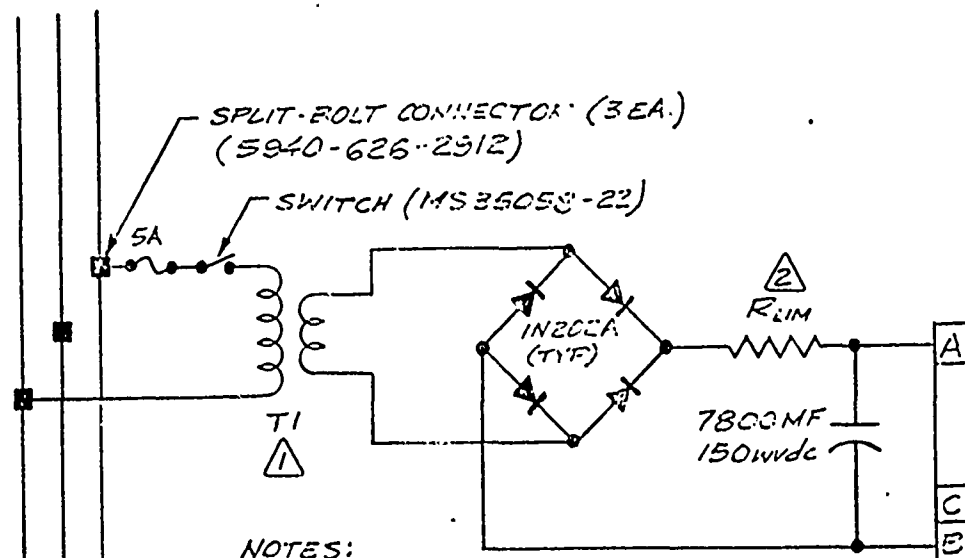 SPLIT-BOLT CONNECTOR (3 EA.)
(5940-626-2912)
SWITCH (MS35058-22)
5A
2
RLIM
1N202A
(TYP)
A
T1
1
7800MF
150wvdc
C
B
NOTES: